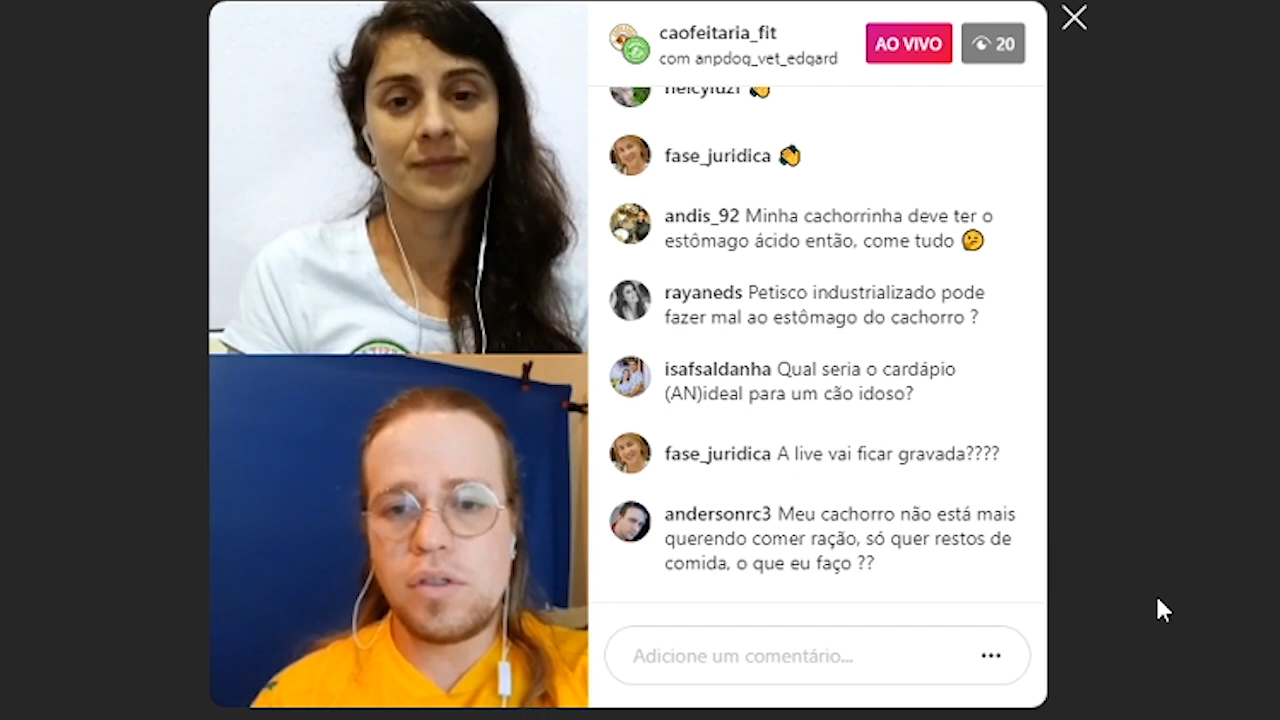 caofeitaria_fit
com anpdog_vet_edgard
AO VIVO
20
helcyluzi 👏
fase_juridica 👏
andis_92 Minha cachorrinha deve ter o
estômago ácido então, come tudo 😕
rayaneds Petisco industrializado pode
fazer mal ao estômago do cachorro ?
isafsaldanha Qual seria o cardápio
(AN)ideal para um cão idoso?
fase_juridica A live vai ficar gravada????
andersonrc3 Meu cachorro não está mais
querendo comer ração, só quer restos de
comida, o que eu faço ??
Adicione um comentário...